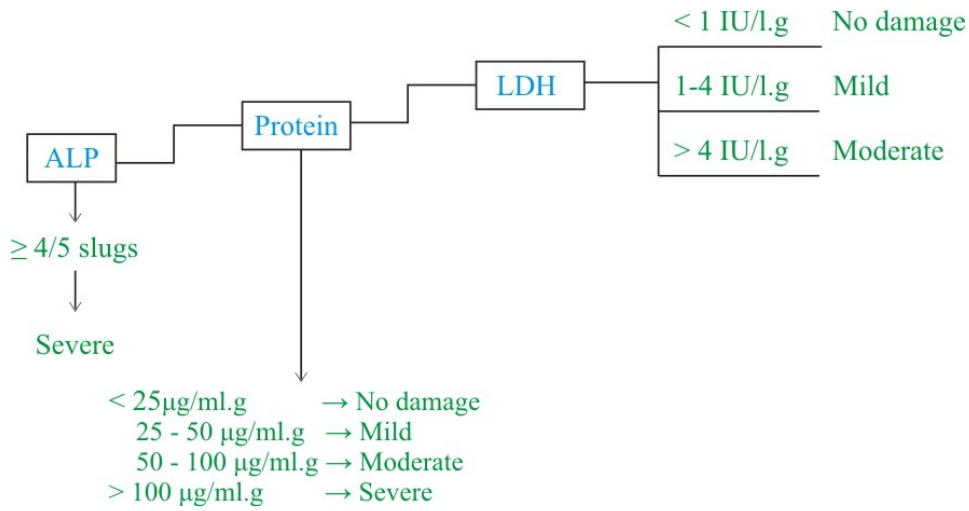 < 1 IU/l.g No damage
LDH 1-4 IU/l.g Mild
Protein
> 4 IU/l.g Moderate
ALP
≥ 4/5 slugs
Severe
< 25µg/ml.g → No damage
25 - 50 µg/ml.g → Mild
50 - 100 µg/ml.g → Moderate
> 100 µg/ml.g → Severe